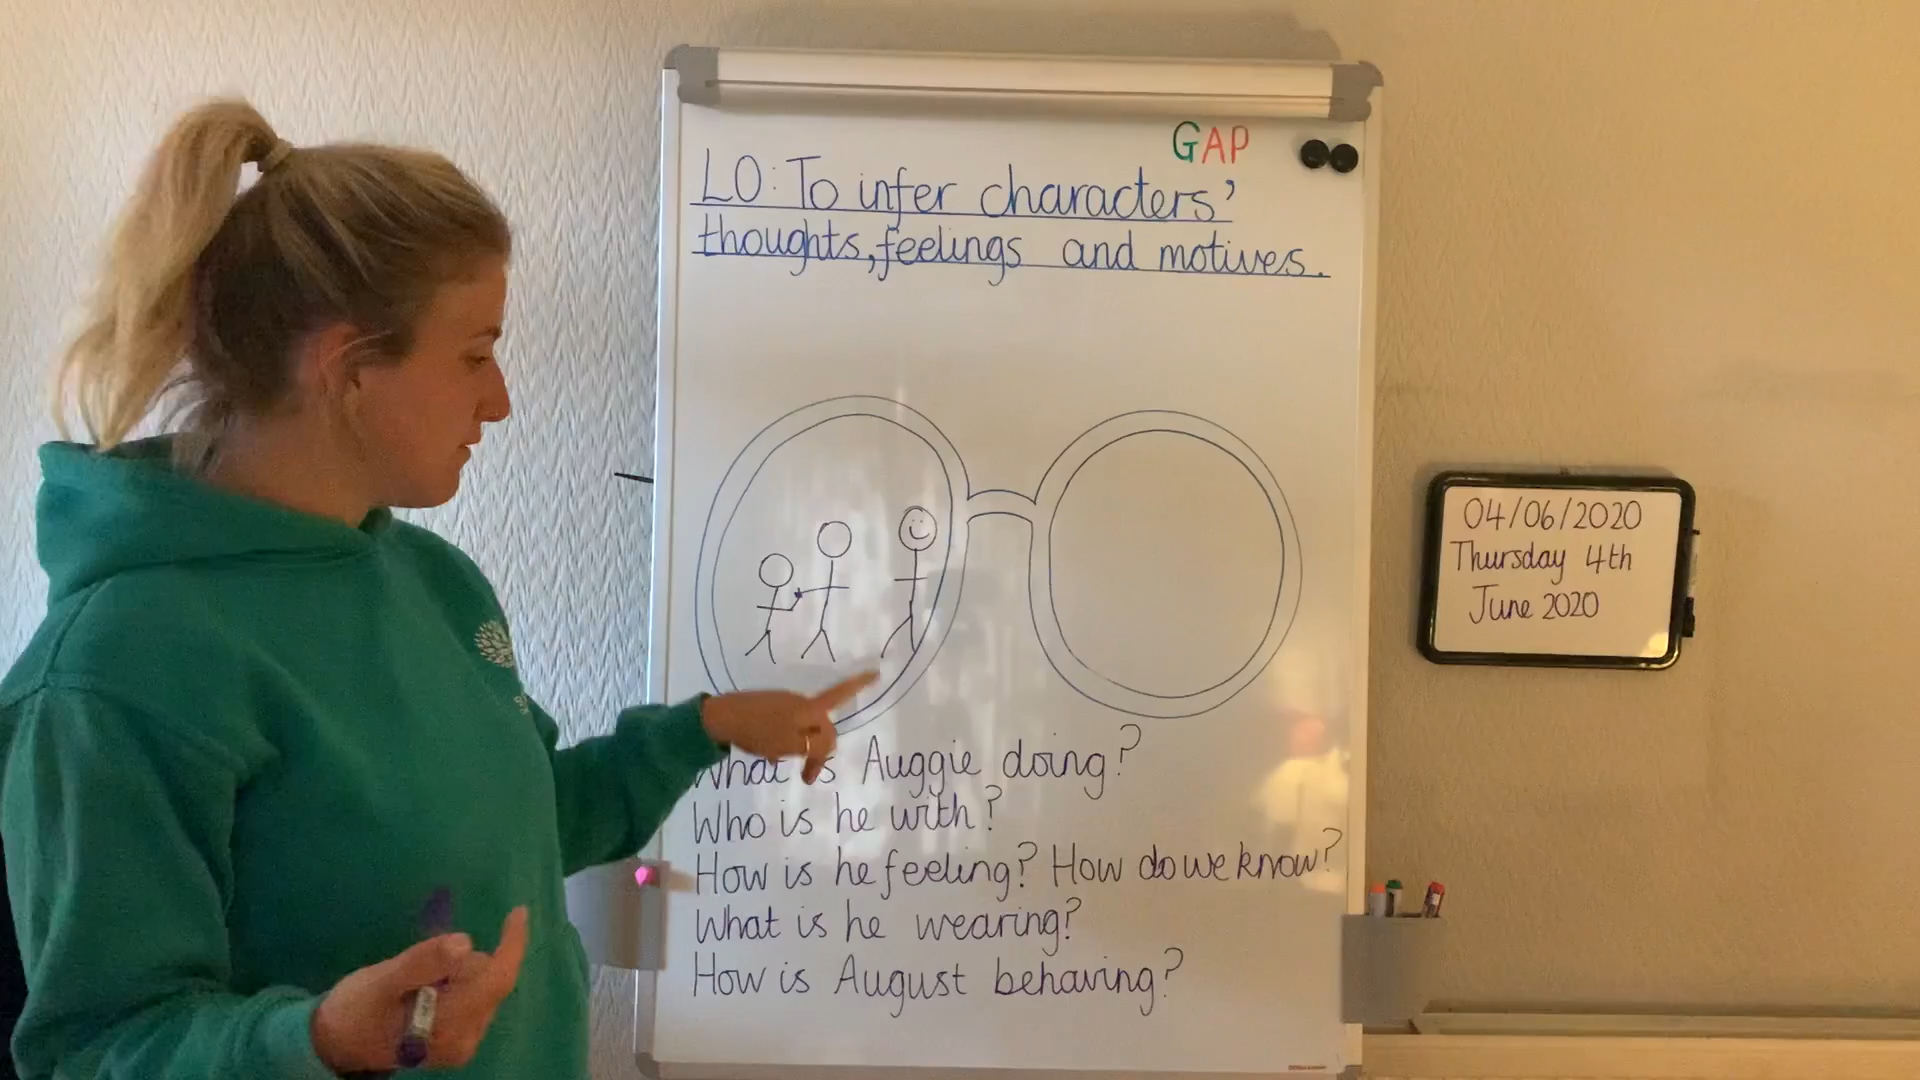 GAP
LO: To infer characters'
thoughts, feelings and motives.
What is Auggie doing?
Who is he with?
How is he feeling? How do we know?
What is he wearing?
How is August behaving?
04/06/2020
Thursday 4th
June 2020